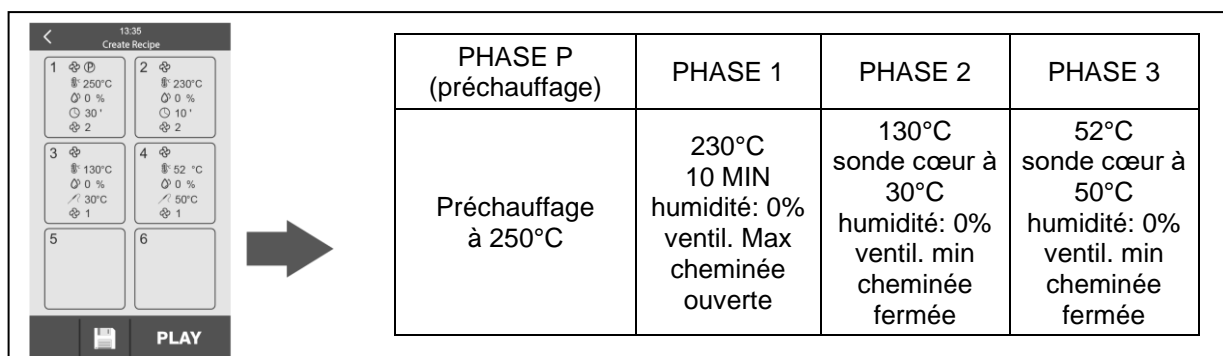 13:35
Create Recipe
1
250°C
0 %
30 '
2
2
230°C
0 %
10 '
2
3
130°C
0 %
30°C
1
4
52 °C
0 %
50°C
1
5
6
PLAY
PHASE P
(préchauffage)
PHASE 1
PHASE 2
PHASE 3
Préchauffage
à 250°C
230°C
10 MIN
humidité: 0%
ventil. Max
cheminée
ouverte
130°C
sonde cœur à
30°C
humidité: 0%
ventil. min
cheminée
fermée
52°C
sonde cœur à
50°C
humidité: 0%
ventil. min
cheminée
fermée